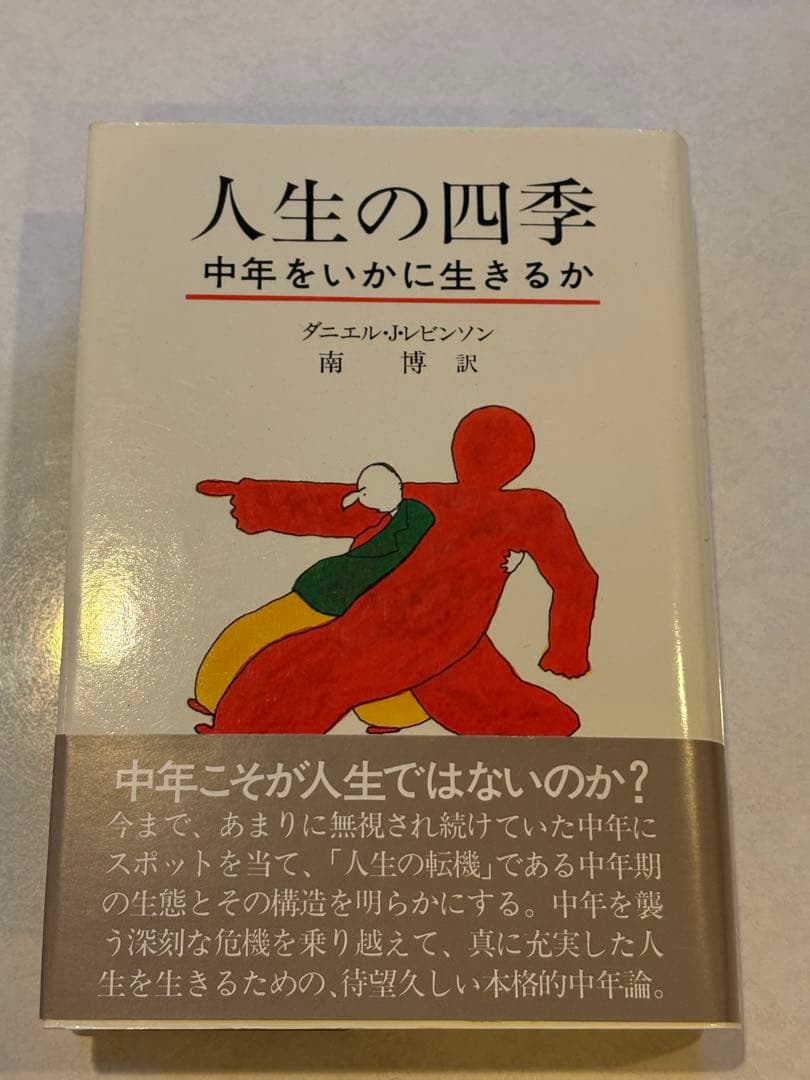 人生の四季
中年をいかに生きるか
ダニエル・J・レビンソン
南 博 訳
中年こそが人生ではないのか?
今まで、あまりに無視され続けていた中年に
スポットを当て、「人生の転機」である中年期
の生態とその構造を明らかにする。中年を襲
う深刻な危機を乗り越えて、真に充実した人
生を生きるための、待望久しい本格的中年論。